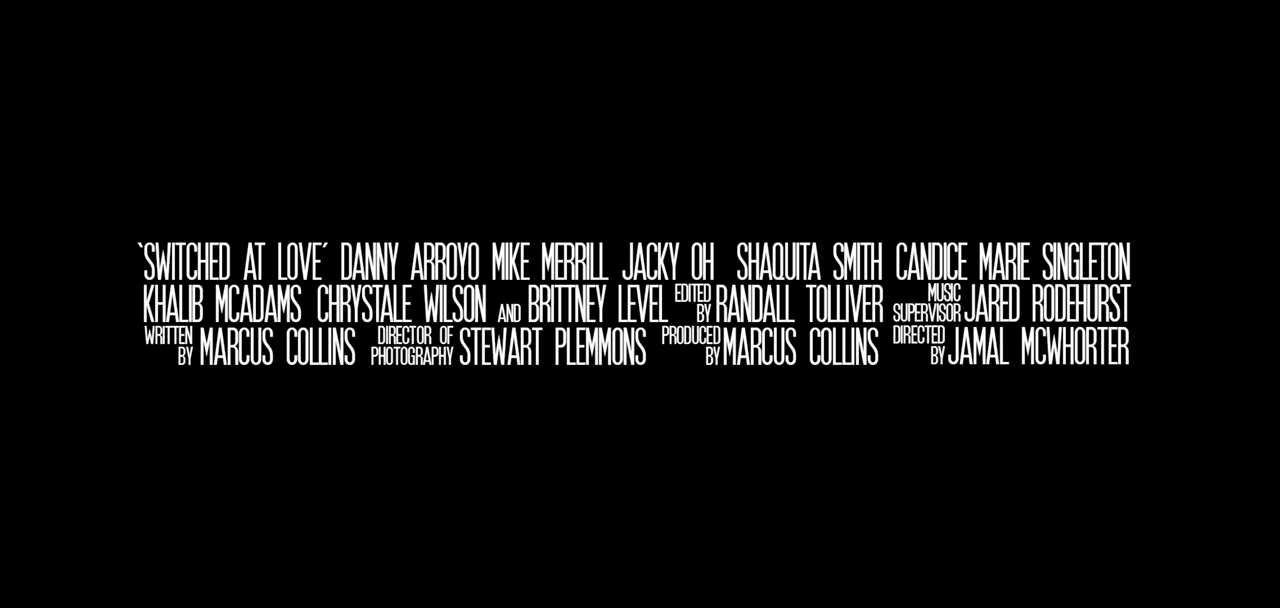 `SWITCHED AT LOVE´ DANNY ARROYO MIKE MERRILL JACKY OH SHAQUITA SMITH CANDICE MARIE SINGLETON
KHALIB MCADAMS CHRYSTALE WILSON AND BRITTNEY LEVEL EDITED BY RANDALL TOLLIVER MUSIC SUPERVISOR JARED RODEHURST
WRITTEN BY MARCUS COLLINS DIRECTOR OF PHOTOGRAPHY STEWART PLEMMONS PRODUCED BY MARCUS COLLINS DIRECTED BY JAMAL MCWHORTER